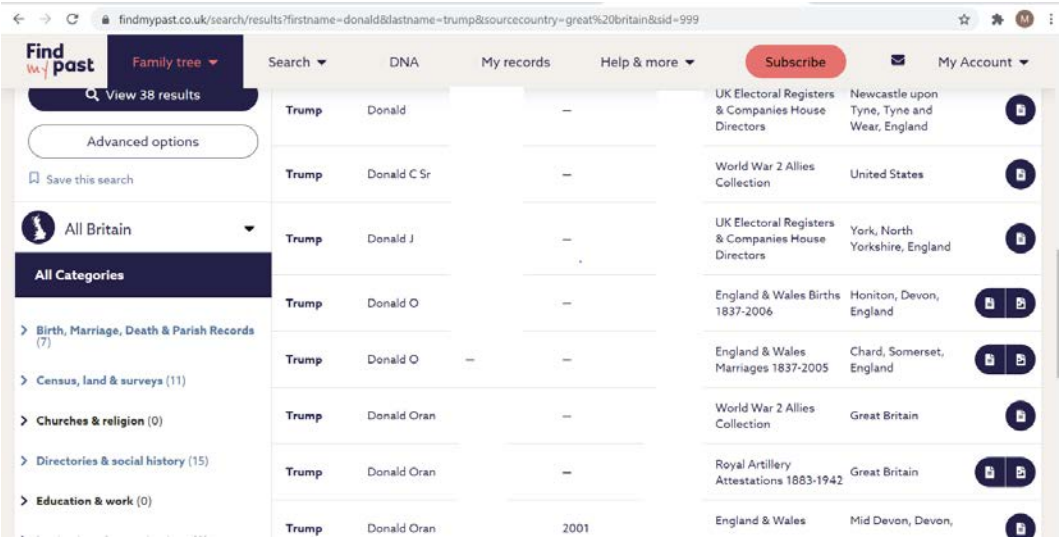 findmypast.co.uk/search/results?firstname=donald&lastname=trump&sourcecountry=great%20britain&sid=999
M
Find my past
Family tree
Search
DNA
My records
Help & more
Subscribe
My Account
View 38 results
Advanced options
Save this search
All Britain
All Categories
Birth, Marriage, Death & Parish Records
(7)
Census, land & surveys (11)
Churches & religion (0)
Directories & social history (15)
Education & work (0)
Trump Donald — UK Electoral Registers & Companies House Directors Newcastle upon Tyne, Tyne and Wear, England
Trump Donald C Sr — World War 2 Allies Collection United States
Trump Donald J — UK Electoral Registers & Companies House Directors York, North Yorkshire, England
Trump Donald O — England & Wales Births 1837-2006 Honiton, Devon, England
Trump Donald O — — England & Wales Marriages 1837-2005 Chard, Somerset, England
Trump Donald Oran — World War 2 Allies Collection Great Britain
Trump Donald Oran — Royal Artillery Attestations 1883-1942 Great Britain
Trump Donald Oran 2001 England & Wales Mid Devon, Devon,